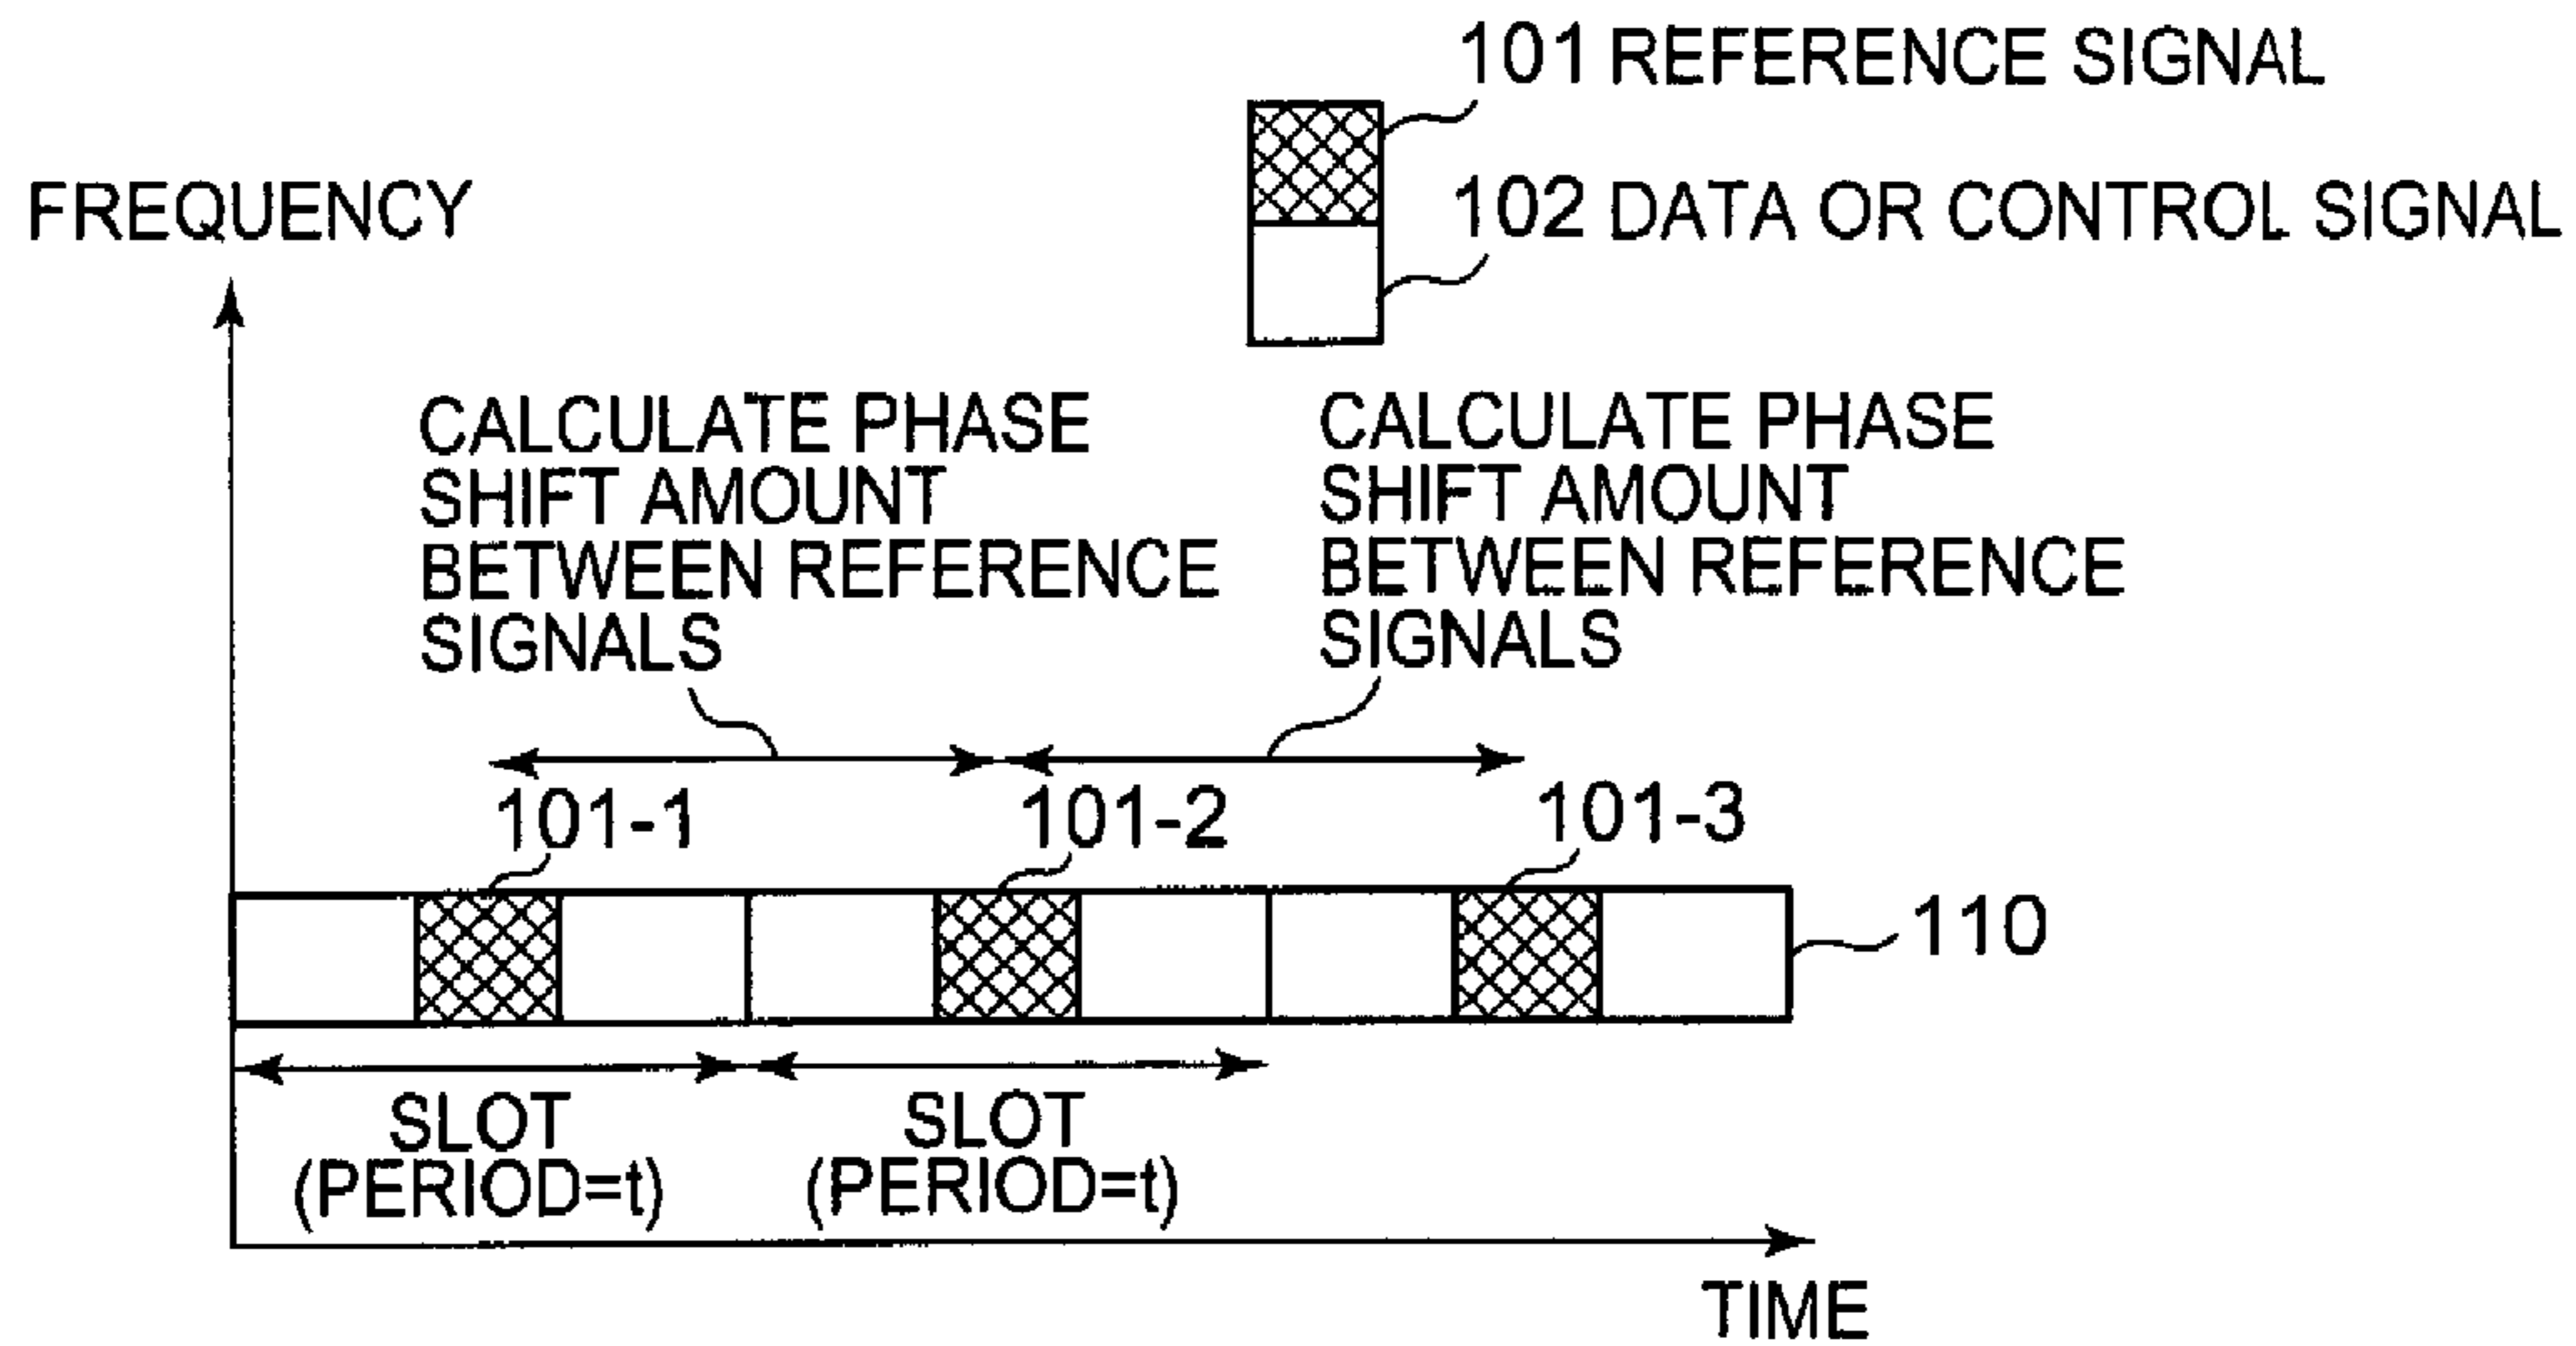 101 REFERENCE SIGNAL
102 DATA OR CONTROL SIGNAL
FREQUENCY
CALCULATE PHASE
SHIFT AMOUNT
BETWEEN REFERENCE
SIGNALS
CALCULATE PHASE
SHIFT AMOUNT
BETWEEN REFERENCE
SIGNALS
101-1
101-2
101-3
110
SLOT
(PERIOD=t)
SLOT
(PERIOD=t)
TIME